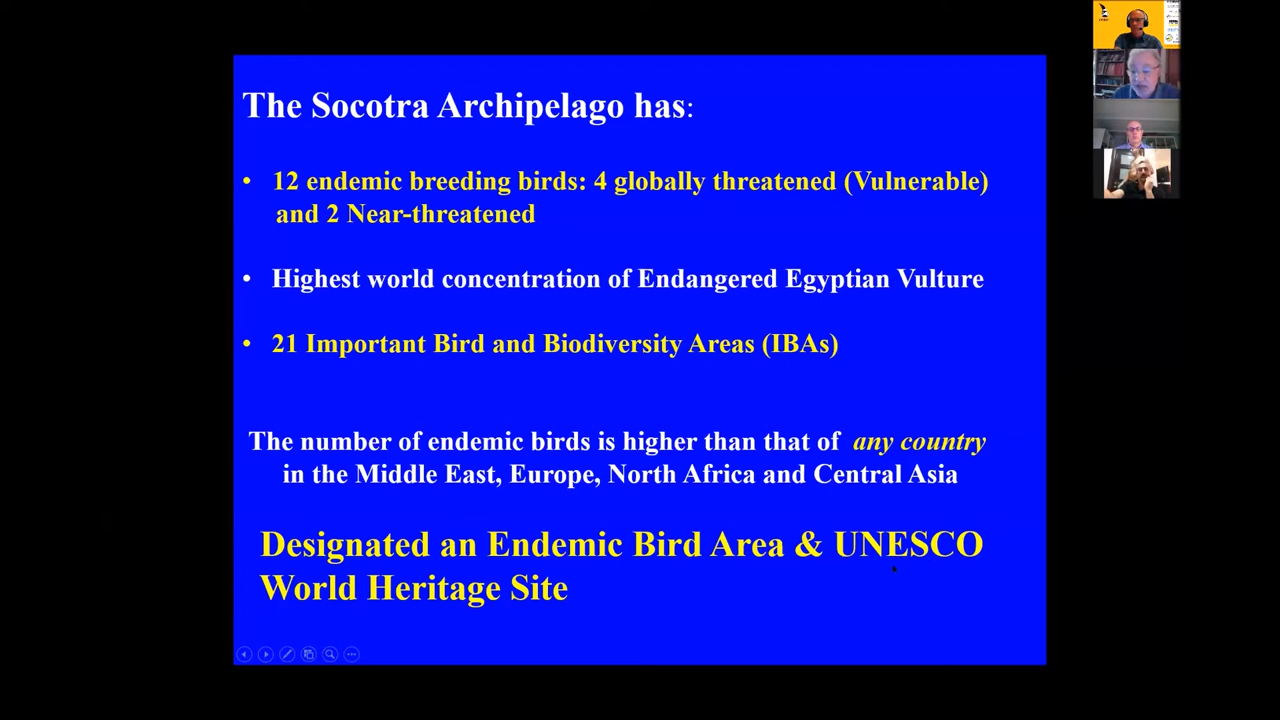 The Socotra Archipelago has:
• 12 endemic breeding birds: 4 globally threatened (Vulnerable)
and 2 Near-threatened
• Highest world concentration of Endangered Egyptian Vulture
• 21 Important Bird and Biodiversity Areas (IBAs)
The number of endemic birds is higher than that of any country
in the Middle East, Europe, North Africa and Central Asia
Designated an Endemic Bird Area & UNESCO
World Heritage Site